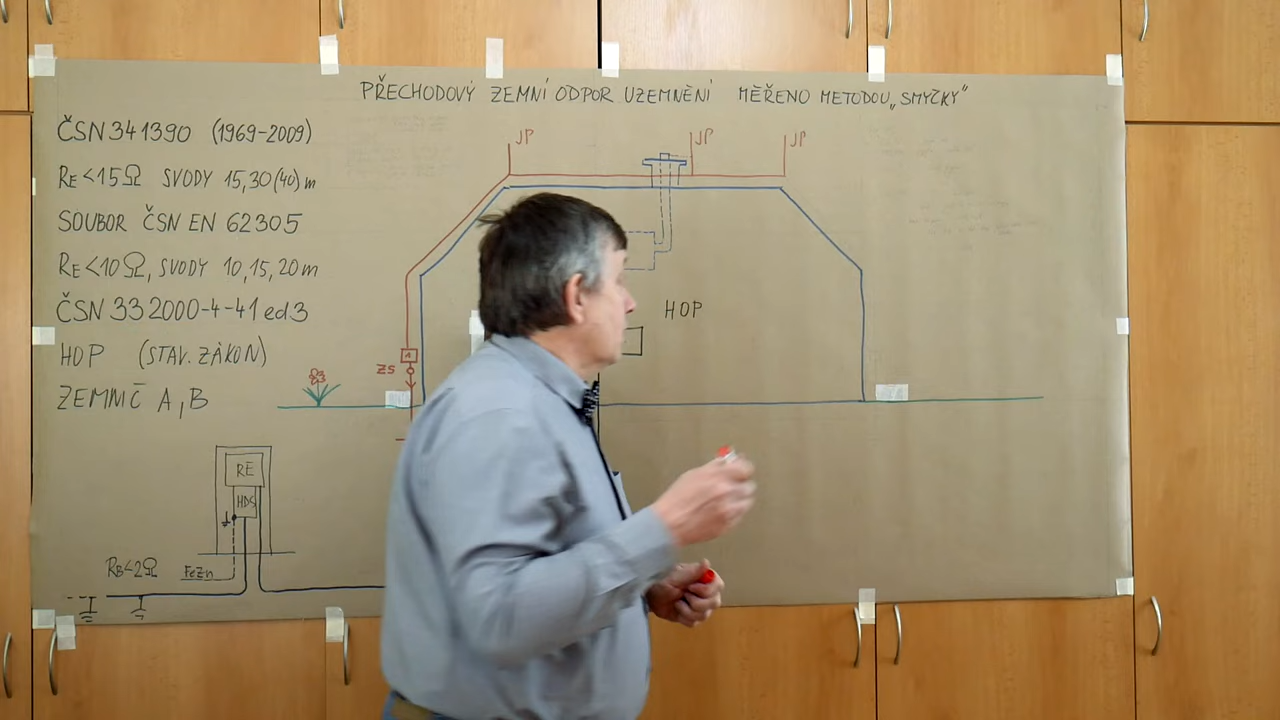 PŘECHODOVÝ ZEMNÍ ODPOR UZEMNĚNÍ MĚŘENO METODOU „SMYČKY"
ČSN 341390 (1969-2009)
RE<15Ω SVODY 15,30(40)m
SOUBOR ČSN EN 62305
RE<10Ω, SVODY 10,15,20m
ČSN 33 2000-4-41 ed3
HOP (STAV. ZÁKON)
ZEMNIČ A,B
JP
JP
JP
HOP
ZS
RE
HDS
RB<2Ω
FeZn